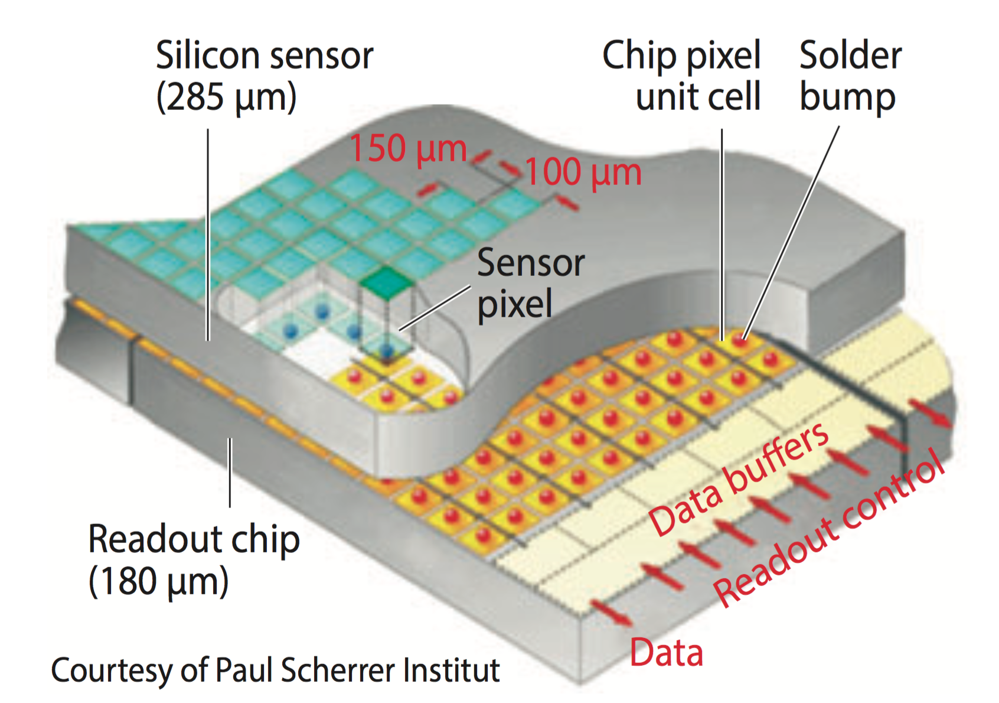 Silicon sensor
(285 µm)
Chip pixel
unit cell
Solder
bump
150 µm
100 µm
Sensor
pixel
Data buffers
Readout control
Readout chip
(180 µm)
Data
Courtesy of Paul Scherrer Institut